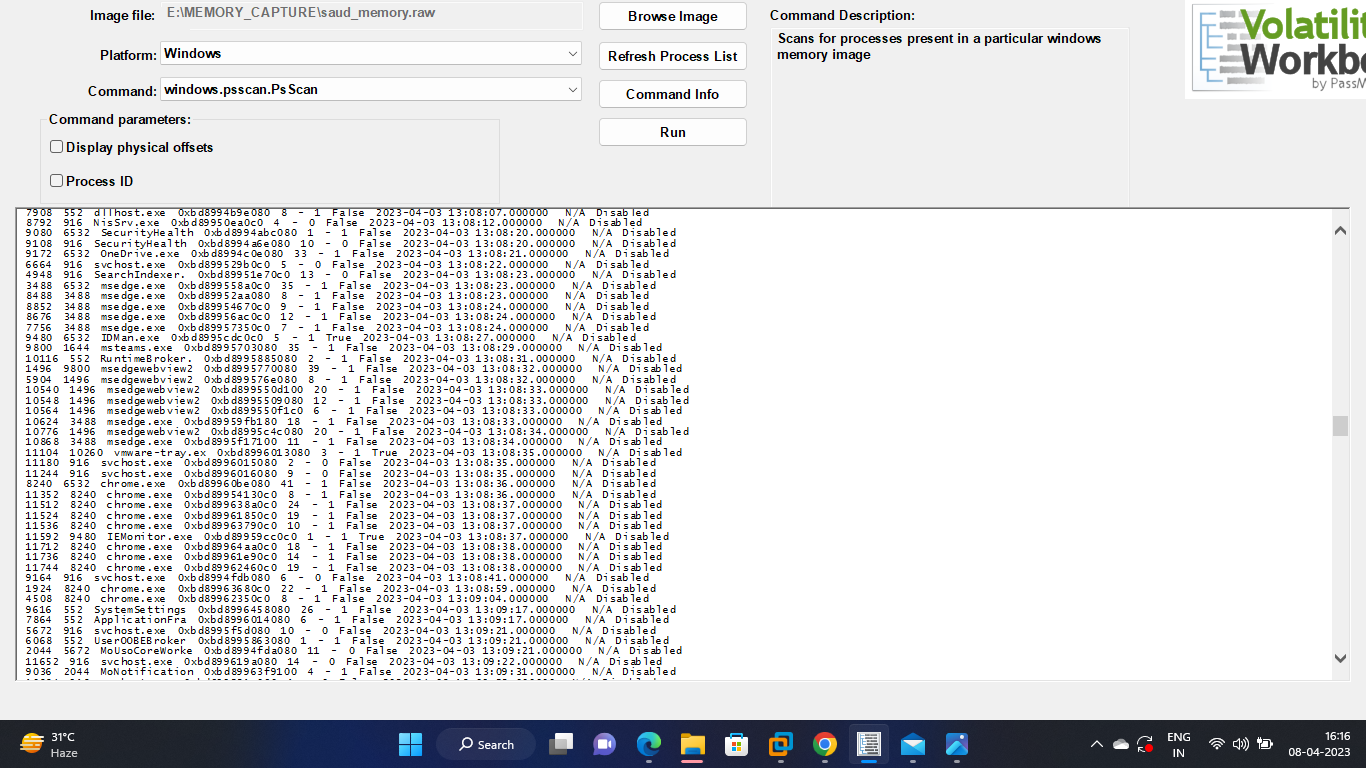 Image file: E:\MEMORY_CAPTURE\saud_memory.raw
Browse Image
Command Description:
Scans for processes present in a particular windows
memory image
Volatili
Workbo
by PassM
Platform: Windows
Refresh Process List
Command: windows.psscan.PsScan
Command Info
Command parameters:
Run
Display physical offsets
Process ID
7908 552 dllhost.exe 0xbd8994b9e080 8 - 1 False 2023-04-03 13:08:07.000000 N/A Disabled
8792 916 NisSrv.exe 0xbd89950ea0c0 4 - 0 False 2023-04-03 13:08:12.000000 N/A Disabled
9080 6532 SecurityHealth 0xbd8994abc080 1 - 1 False 2023-04-03 13:08:20.000000 N/A Disabled
9108 916 SecurityHealth 0xbd8994a6e080 10 - 0 False 2023-04-03 13:08:20.000000 N/A Disabled
9172 6532 OneDrive.exe 0xbd8994c0e080 33 - 1 False 2023-04-03 13:08:21.000000 N/A Disabled
6664 916 svchost.exe 0xbd899529b0c0 5 - 0 False 2023-04-03 13:08:22.000000 N/A Disabled
4948 916 SearchIndexer. 0xbd89951e70c0 13 - 0 False 2023-04-03 13:08:23.000000 N/A Disabled
3488 6532 msedge.exe 0xbd899558a0c0 35 - 1 False 2023-04-03 13:08:23.000000 N/A Disabled
8488 3488 msedge.exe 0xbd89952aa080 8 - 1 False 2023-04-03 13:08:23.000000 N/A Disabled
8852 3488 msedge.exe 0xbd89954670c0 9 - 1 False 2023-04-03 13:08:24.000000 N/A Disabled
8676 3488 msedge.exe 0xbd89956ac0c0 12 - 1 False 2023-04-03 13:08:24.000000 N/A Disabled
7756 3488 msedge.exe 0xbd89957350c0 7 - 1 False 2023-04-03 13:08:24.000000 N/A Disabled
9480 6532 IDMan.exe 0xbd8995cdc0c0 5 - 1 True 2023-04-03 13:08:27.000000 N/A Disabled
9800 1644 msteams.exe 0xbd8995703080 35 - 1 False 2023-04-03 13:08:29.000000 N/A Disabled
10116 552 RuntimeBroker. 0xbd8995885080 2 - 1 False 2023-04-03 13:08:31.000000 N/A Disabled
1496 9800 msedgewebview2 0xbd8995770080 39 - 1 False 2023-04-03 13:08:32.000000 N/A Disabled
5904 1496 msedgewebview2 0xbd899576e080 8 - 1 False 2023-04-03 13:08:32.000000 N/A Disabled
10540 1496 msedgewebview2 0xbd899550d100 20 - 1 False 2023-04-03 13:08:33.000000 N/A Disabled
10548 1496 msedgewebview2 0xbd8995509080 12 - 1 False 2023-04-03 13:08:33.000000 N/A Disabled
10564 1496 msedgewebview2 0xbd899550f1c0 6 - 1 False 2023-04-03 13:08:33.000000 N/A Disabled
10624 3488 msedge.exe 0xbd89959fb180 18 - 1 False 2023-04-03 13:08:33.000000 N/A Disabled
10776 1496 msedgewebview2 0xbd8995c4c080 20 - 1 False 2023-04-03 13:08:34.000000 N/A Disabled
10868 3488 msedge.exe 0xbd8995f17100 11 - 1 False 2023-04-03 13:08:34.000000 N/A Disabled
11104 10260 vmware-tray.ex 0xbd8996013080 3 - 1 True 2023-04-03 13:08:35.000000 N/A Disabled
11180 916 svchost.exe 0xbd8996015080 2 - 0 False 2023-04-03 13:08:35.000000 N/A Disabled
11244 916 svchost.exe 0xbd8996016080 9 - 0 False 2023-04-03 13:08:35.000000 N/A Disabled
8240 6532 chrome.exe 0xbd89960be080 41 - 1 False 2023-04-03 13:08:36.000000 N/A Disabled
11352 8240 chrome.exe 0xbd89954130c0 8 - 1 False 2023-04-03 13:08:36.000000 N/A Disabled
11512 8240 chrome.exe 0xbd899638a0c0 24 - 1 False 2023-04-03 13:08:37.000000 N/A Disabled
11524 8240 chrome.exe 0xbd89961850c0 19 - 1 False 2023-04-03 13:08:37.000000 N/A Disabled
11536 8240 chrome.exe 0xbd89963790c0 10 - 1 False 2023-04-03 13:08:37.000000 N/A Disabled
11592 9480 IEMonitor.exe 0xbd89959cc0c0 1 - 1 True 2023-04-03 13:08:37.000000 N/A Disabled
11712 8240 chrome.exe 0xbd89964aa0c0 18 - 1 False 2023-04-03 13:08:38.000000 N/A Disabled
11736 8240 chrome.exe 0xbd89961e90c0 14 - 1 False 2023-04-03 13:08:38.000000 N/A Disabled
11744 8240 chrome.exe 0xbd89962460c0 19 - 1 False 2023-04-03 13:08:38.000000 N/A Disabled
9164 916 svchost.exe 0xbd8994fdb080 6 - 0 False 2023-04-03 13:08:41.000000 N/A Disabled
1924 8240 chrome.exe 0xbd89963680c0 22 - 1 False 2023-04-03 13:08:59.000000 N/A Disabled
4508 8240 chrome.exe 0xbd89962350c0 8 - 1 False 2023-04-03 13:09:04.000000 N/A Disabled
9616 552 SystemSettings 0xbd8996458080 26 - 1 False 2023-04-03 13:09:17.000000 N/A Disabled
7864 552 ApplicationFra 0xbd8996014080 6 - 1 False 2023-04-03 13:09:17.000000 N/A Disabled
5672 916 svchost.exe 0xbd8995f5d080 10 - 0 False 2023-04-03 13:09:21.000000 N/A Disabled
6068 552 UserOOBEBroker 0xbd8995863080 1 - 1 False 2023-04-03 13:09:21.000000 N/A Disabled
2044 5672 MoUsoCoreWorke 0xbd8994fda080 11 - 0 False 2023-04-03 13:09:21.000000 N/A Disabled
11652 916 svchost.exe 0xbd899619a080 14 - 0 False 2023-04-03 13:09:22.000000 N/A Disabled
9036 2044 MoNotification 0xbd89963f9100 4 - 1 False 2023-04-03 13:09:31.000000 N/A Disabled
31°C
Haze
Search
ENG
IN
16:16
08-04-2023